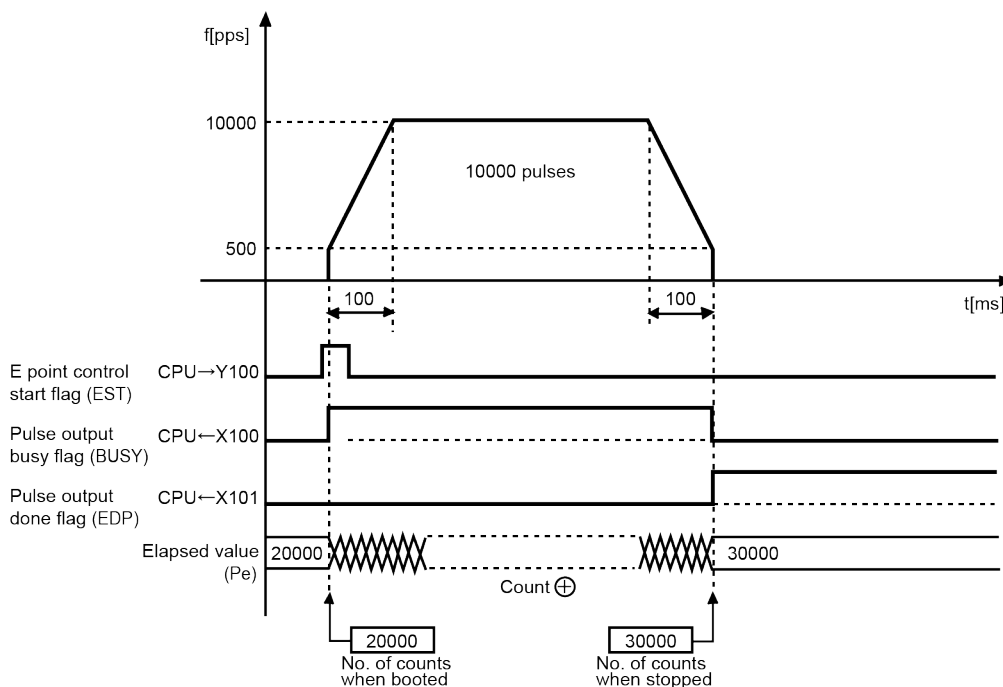 f[pps]
10000
10000 pulses
500
100
100
t[ms]
E point control
start flag (EST)
CPU→Y100
Pulse output
busy flag (BUSY)
CPU←X100
Pulse output
done flag (EDP)
CPU←X101
Elapsed value
(Pe)
20000
30000
Count ⊕
20000
No. of counts
when booted
30000
No. of counts
when stopped